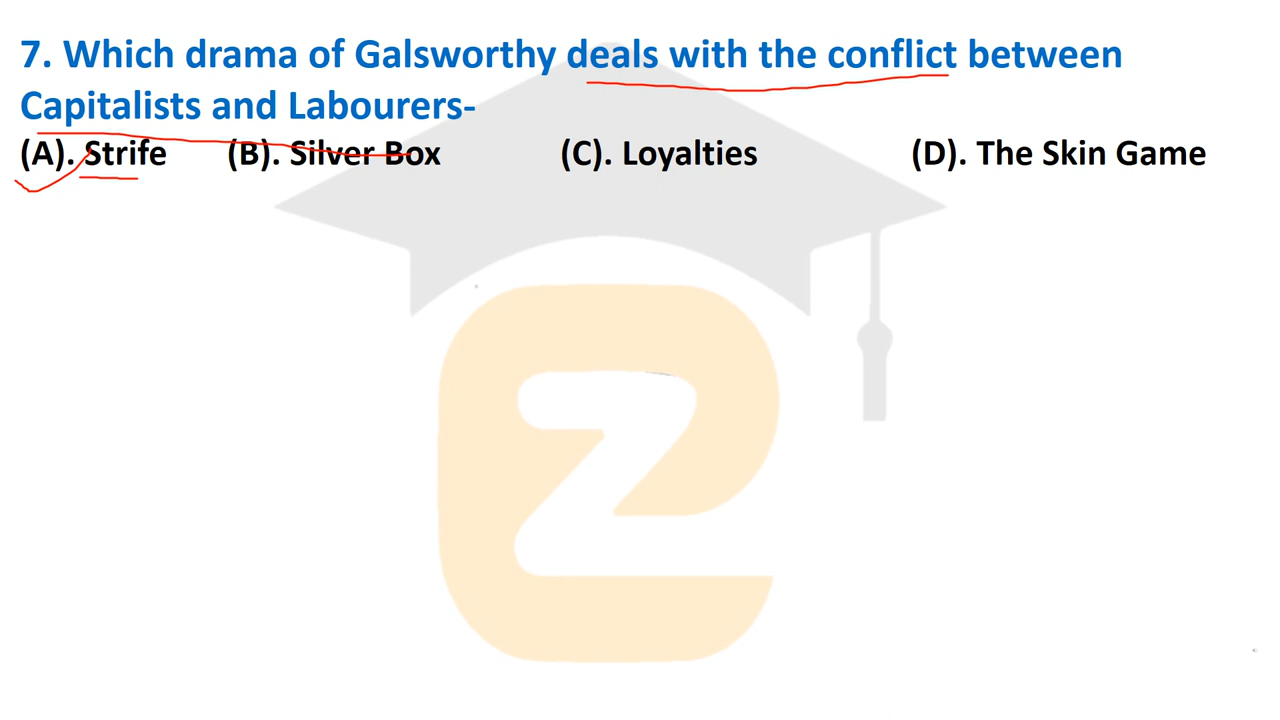 7. Which drama of Galsworthy deals with the conflict between
Capitalists and Labourers-
(A). Strife (B). Silver Box (C). Loyalties (D). The Skin Game